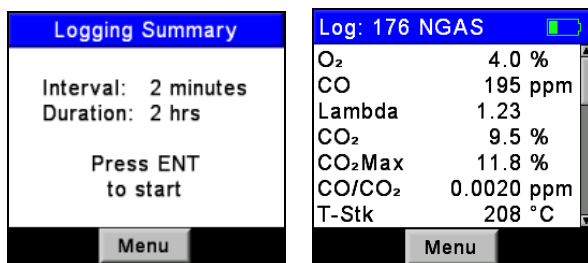 Logging Summary
Interval: 2 minutes
Duration: 2 hrs
Press ENT
to start
Menu
Log: 176 NGAS
O₂ 4.0 %
CO 195 ppm
Lambda 1.23
CO₂ 9.5 %
CO₂Max 11.8 %
CO/CO₂ 0.0020 ppm
T-Stk 208 °C
Menu